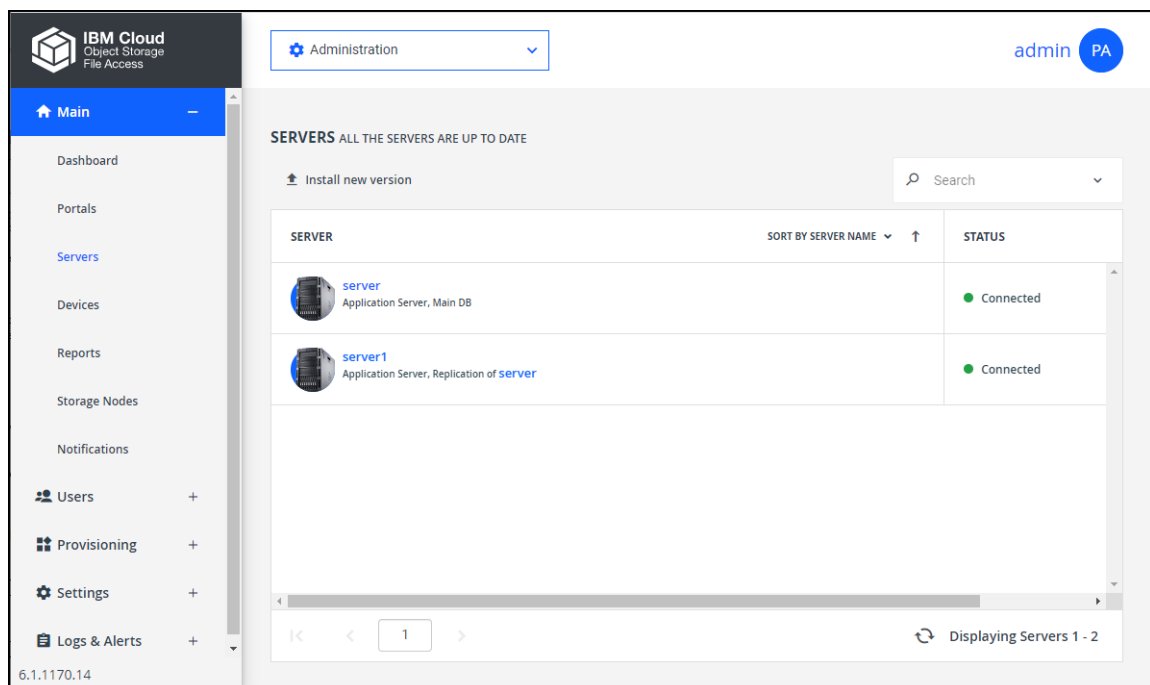 IBM Cloud
Object Storage
File Access
Administration
admin PA
Main
Dashboard
Portals
Servers
Devices
Reports
Storage Nodes
Notifications
Users
Provisioning
Settings
Logs & Alerts
6.1.1170.14
SERVERS ALL THE SERVERS ARE UP TO DATE
Install new version
Search
SERVER SORT BY SERVER NAME STATUS
server
Application Server, Main DB
Connected
server1
Application Server, Replication of server
Connected
1
Displaying Servers 1 - 2